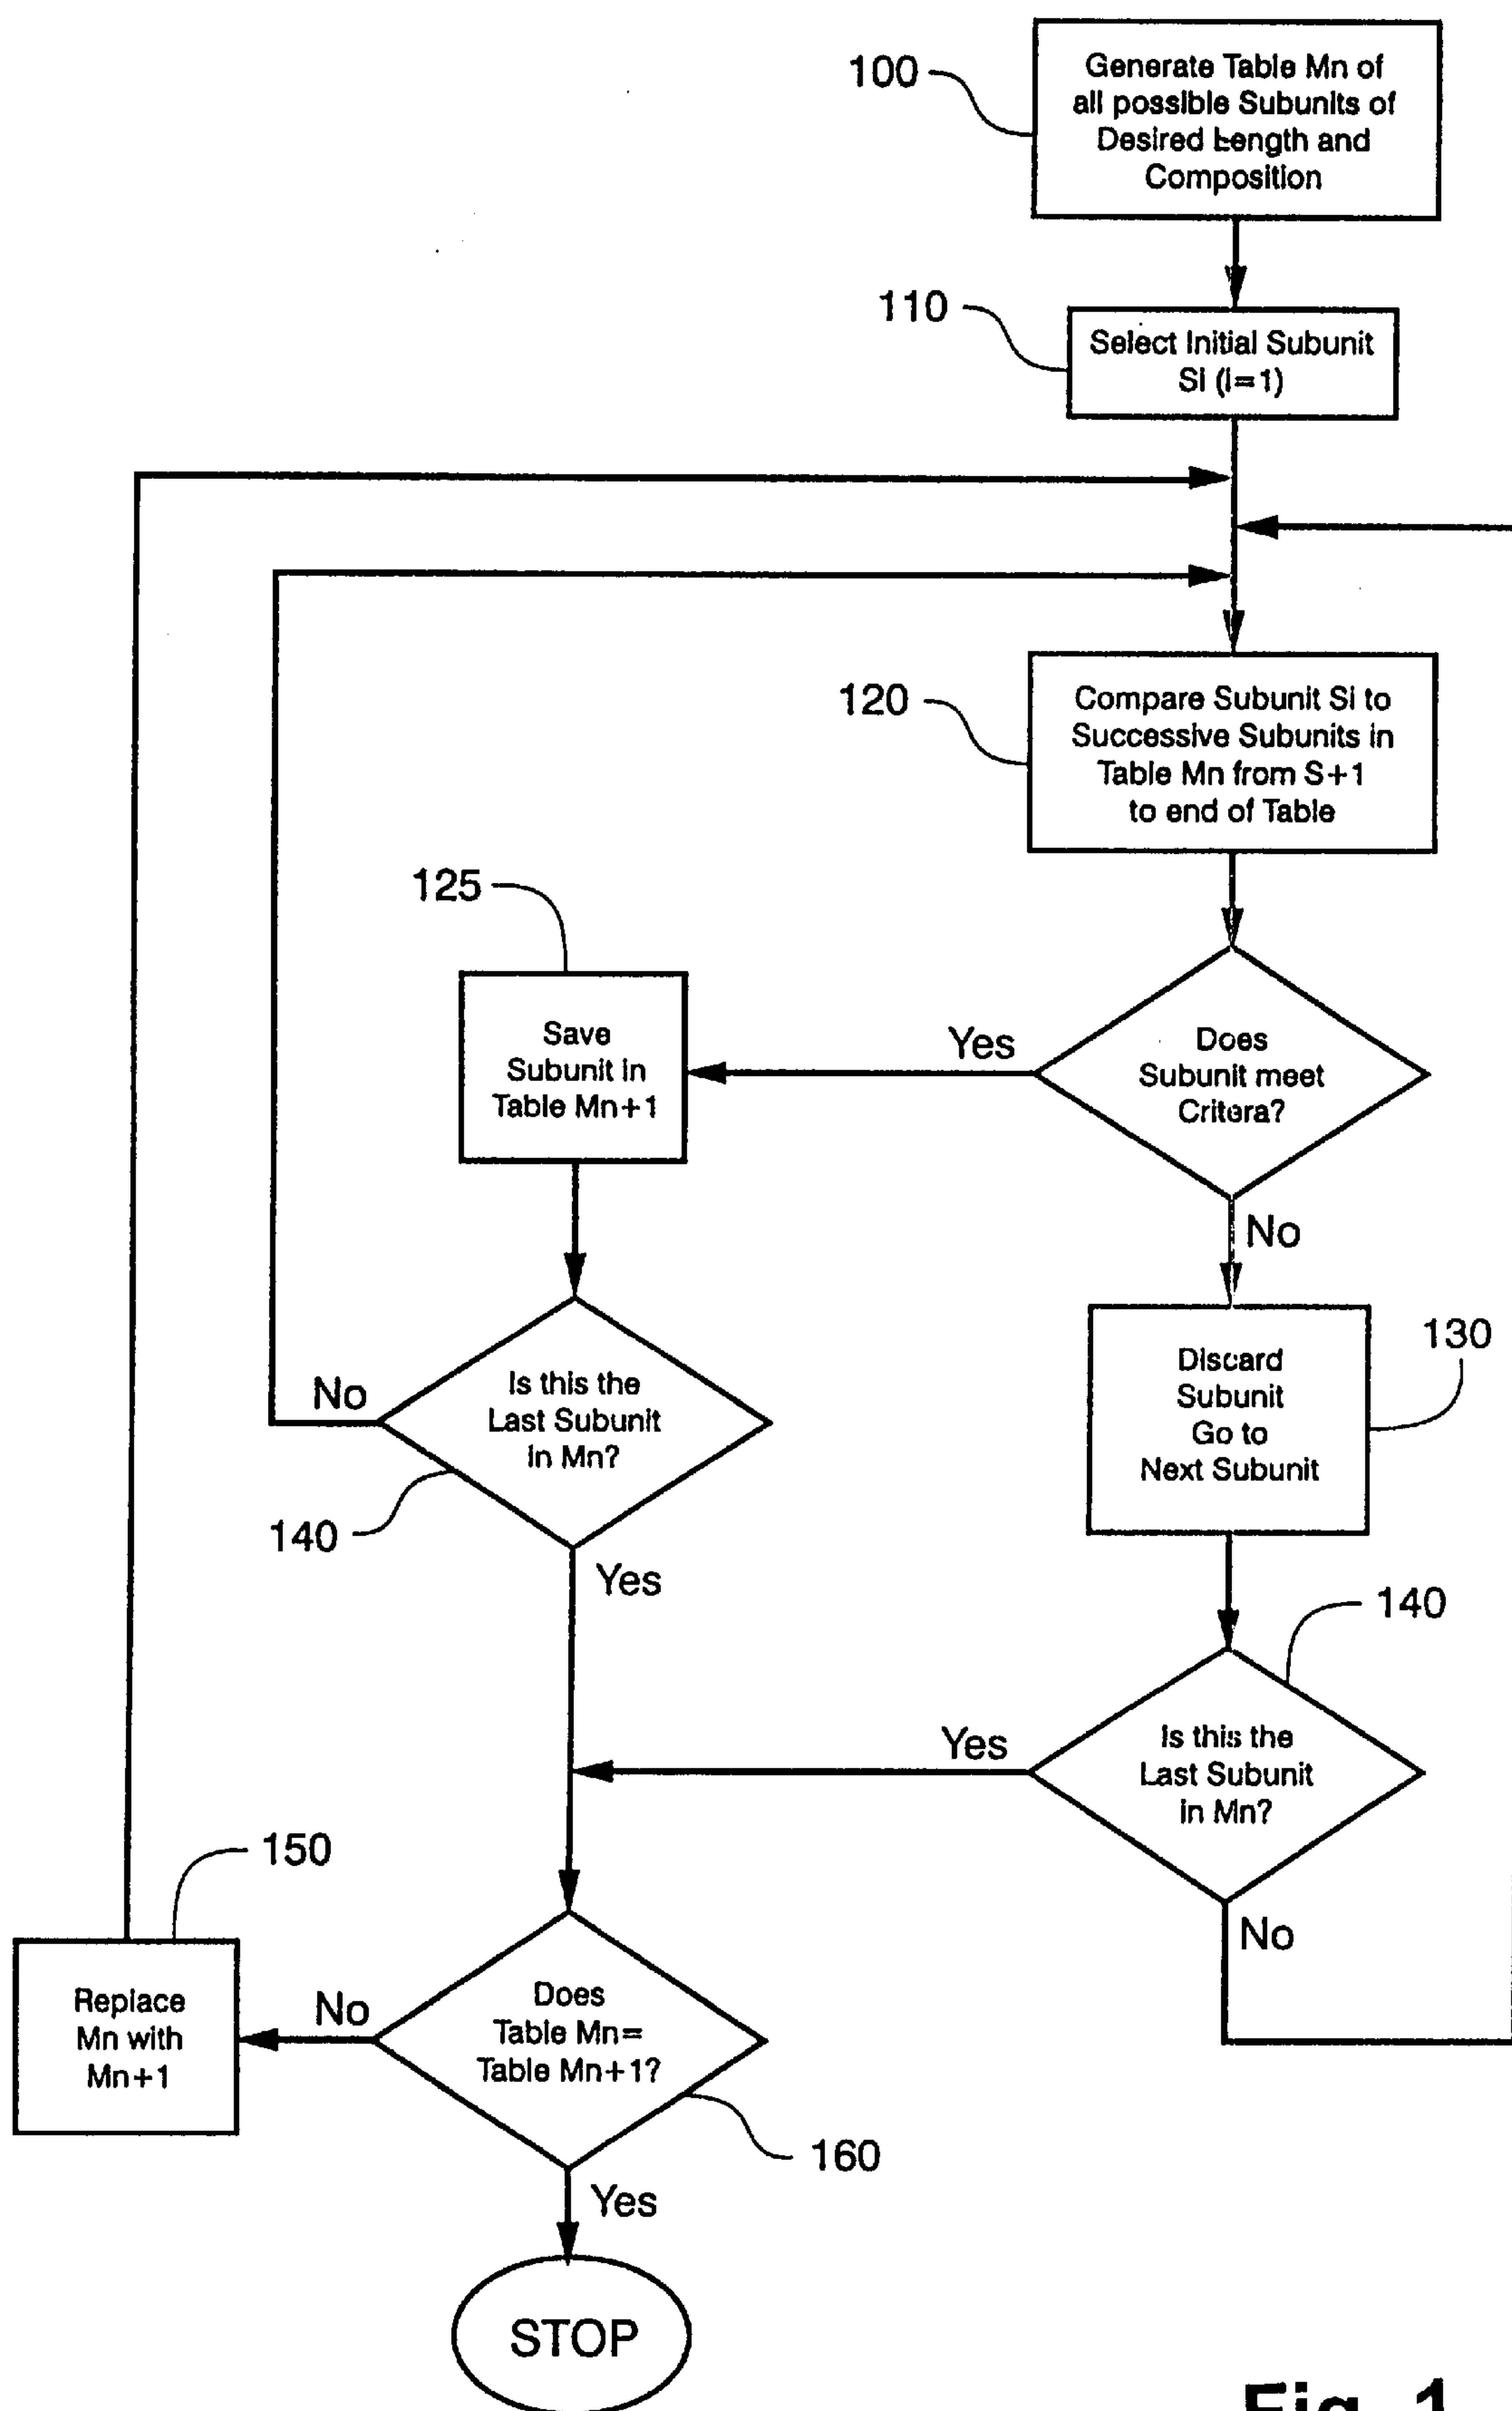 100
Generate Table Mn of
all possible Subunits of
Desired Length and
Composition
110
Select Initial Subunit
Si (i=1)
120
Compare Subunit Si to
Successive Subunits in
Table Mn from S+1
to end of Table
125
Save
Subunit in
Table Mn+1
Yes
Does
Subunit meet
Critera?
No
130
Discard
Subunit
Go to
Next Subunit
No
Is this the
Last Subunit
in Mn?
140
Yes
140
Yes
Is this the
Last Subunit
in Mn?
No
150
Replace
Mn with
Mn+1
No
Does
Table Mn=
Table Mn+1?
160
Yes
STOP
Fig. 1